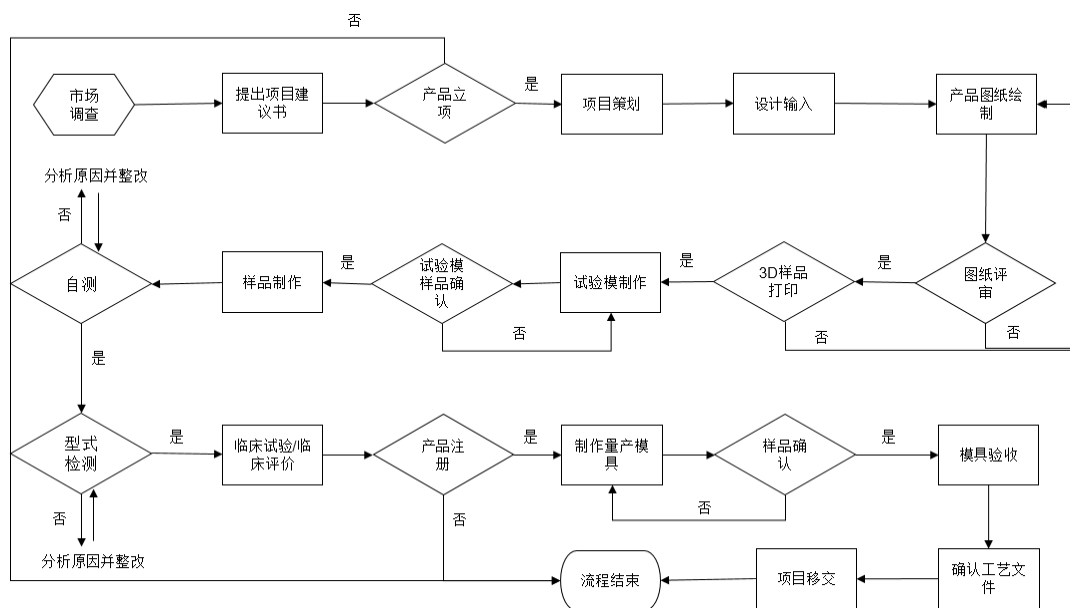 否
市场
调查
提出项目建
议书
产品立
项
是
项目策划
设计输入
产品图纸绘
制
分析原因并整改
否
自测
样品制作
是
试验模
样品确
认
否
试验模制作
是
3D样品
打印
否
是
图纸评
审
否
是
型式
检测
是
临床试验/临
床评价
产品注
册
是
制作量产模
具
样品确
认
是
模具验收
否
否
否
分析原因并整改
流程结束
项目移交
确认工艺文
件